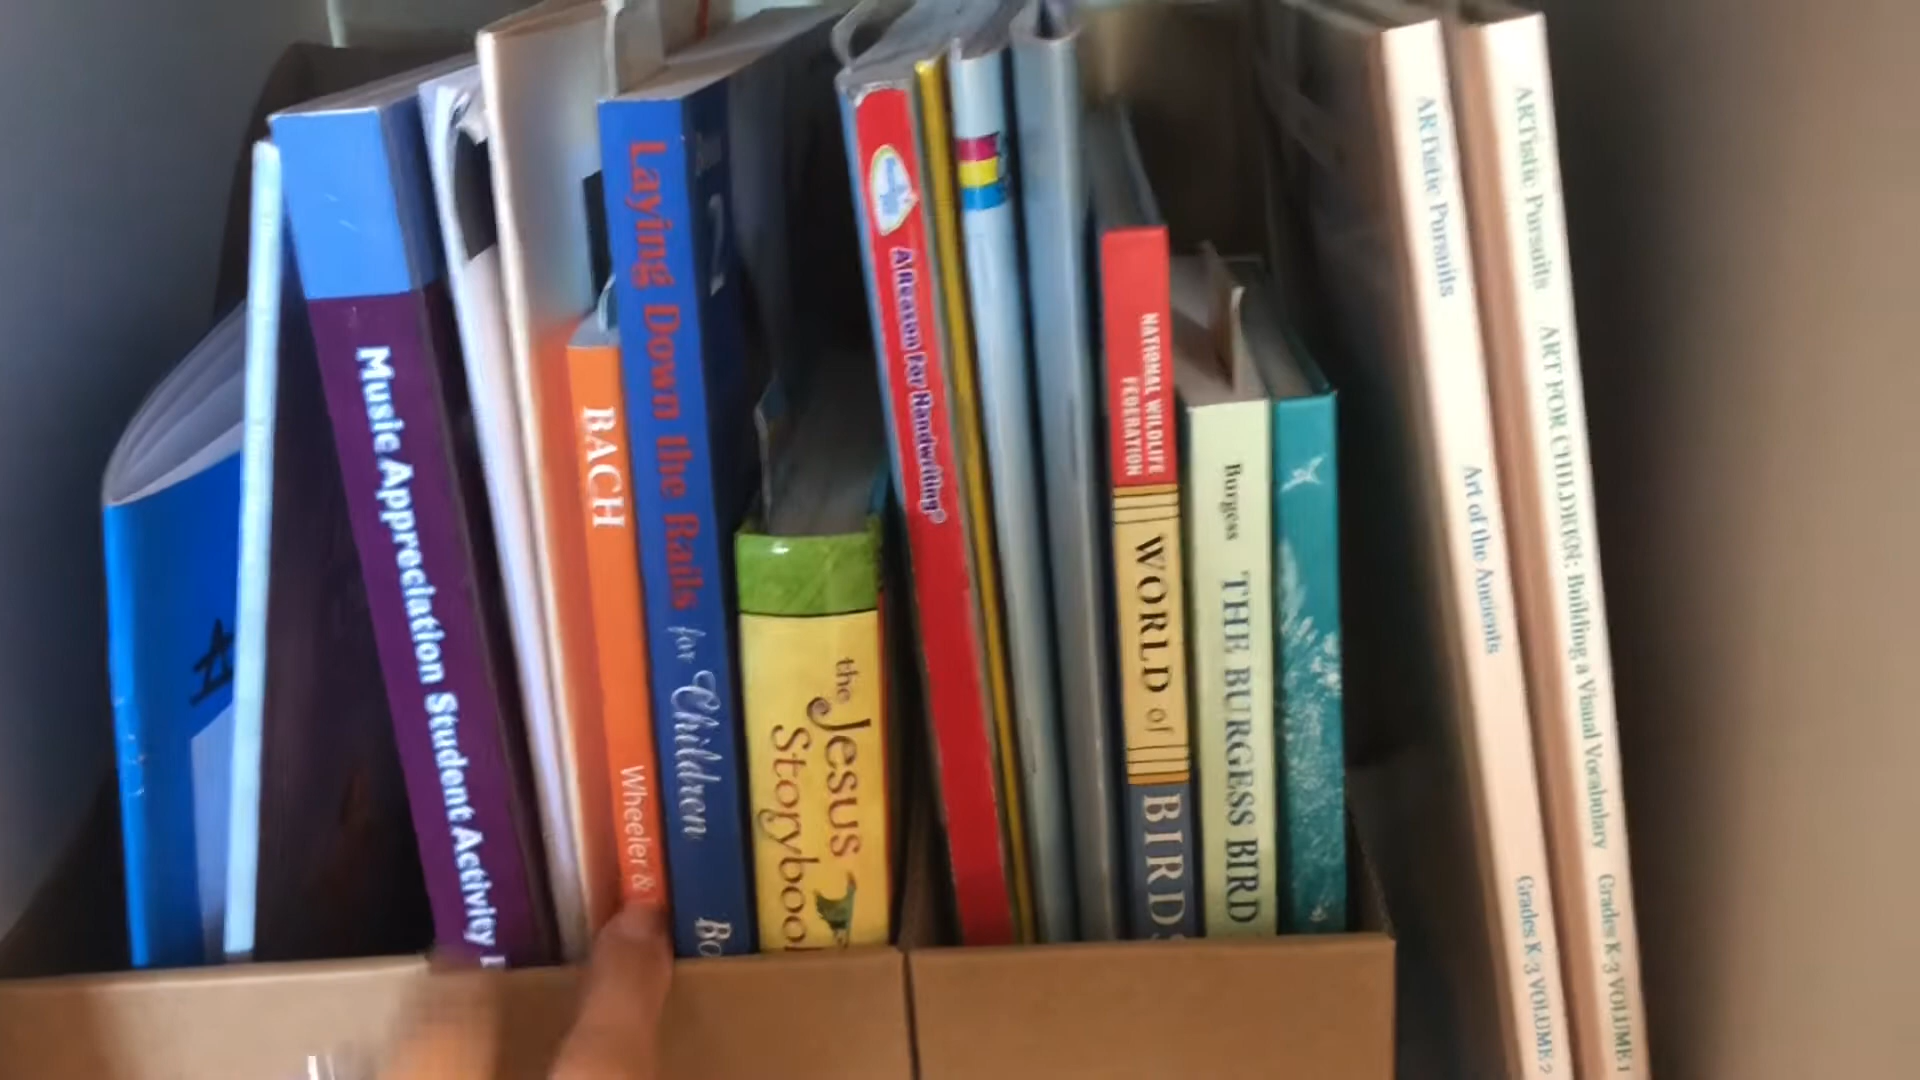 Music Appreciation Student Activity
BACH
Wheeler &
Laying Down the Rails
for Children
Bo
the
Jesus
Storyboo
A Reason For Handwriting®
NATIONAL WILDLIFE
FEDERATION
WORLD of
BIRDS
Burgess THE BURGESS BIRD
ARTistic Pursuits Art of the Ancients Grades K-3 VOLUME 2
ARTistic Pursuits ART FOR CHILDREN: Building a Visual Vocabulary Grades K-3 VOLUME 1